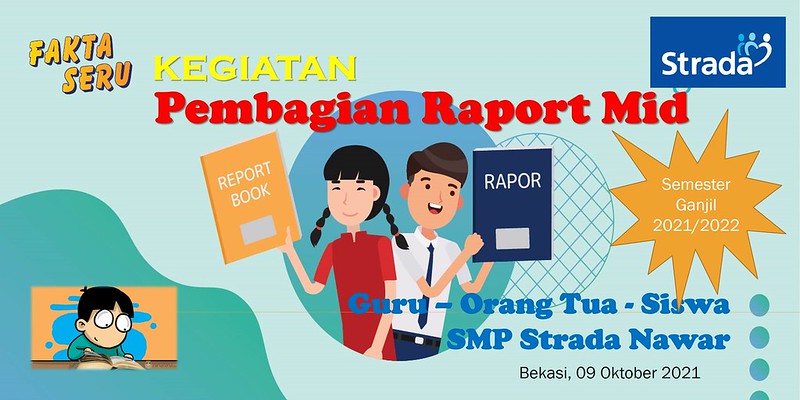 FAKTA
SERU
KEGIATAN
Strada
Pembagian Raport Mid
REPORT
BOOK
RAPOR
Semester
Ganjil
2021/2022
Guru – Orang Tua - Siswa
SMP Strada Nawar
Bekasi, 09 Oktober 2021